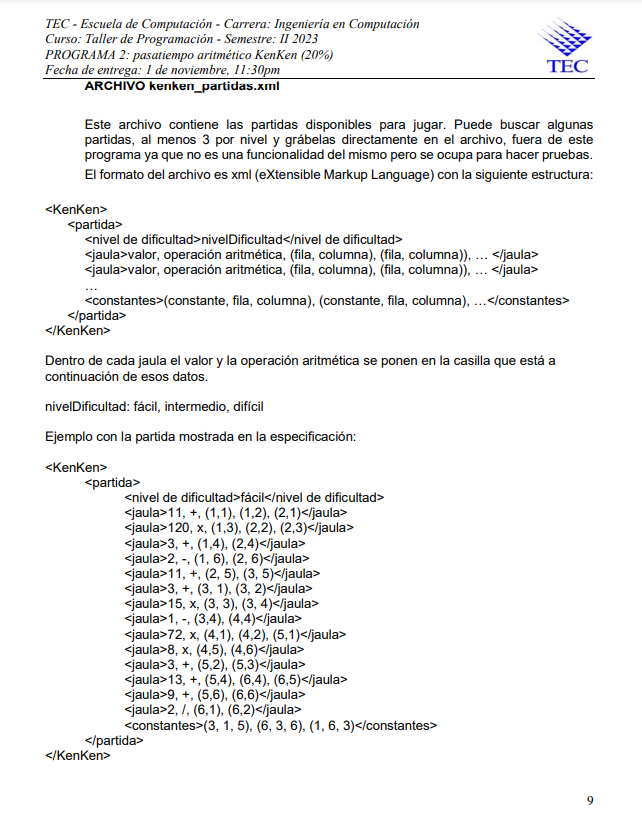 TEC - Escuela de Computación - Carrera: Ingeniería en Computación
Curso: Taller de Programación - Semestre: II 2023
PROGRAMA 2: pasatiempo aritmético KenKen (20%)
Fecha de entrega: 1 de noviembre, 11:30pm
TEC
ARCHIVO kenken_partidas.xml
Este archivo contiene las partidas disponibles para jugar. Puede buscar algunas
partidas, al menos 3 por nivel y grábelas directamente en el archivo, fuera de este
programa ya que no es una funcionalidad del mismo pero se ocupa para hacer pruebas.
El formato del archivo es xml (eXtensible Markup Language) con la siguiente estructura:
<KenKen>
<partida>
<nivel de dificultad>nivelDificultad</nivel de dificultad>
<jaula>valor, operación aritmética, (fila, columna), (fila, columna)), … </jaula>
<jaula>valor, operación aritmética, (fila, columna), (fila, columna)), … </jaula>
…
<constantes>(constante, fila, columna), (constante, fila, columna), …</constantes>
</partida>
</KenKen>
Dentro de cada jaula el valor y la operación aritmética se ponen en la casilla que está a
continuación de esos datos.
nivelDificultad: fácil, intermedio, difícil
Ejemplo con la partida mostrada en la especificación:
<KenKen>
<partida>
<nivel de dificultad>fácil</nivel de dificultad>
<jaula>11, +, (1,1), (1,2), (2,1)</jaula>
<jaula>120, x, (1,3), (2,2), (2,3)</jaula>
<jaula>3, +, (1,4), (2,4)</jaula>
<jaula>2, -, (1, 6), (2, 6)</jaula>
<jaula>11, +, (2, 5), (3, 5)</jaula>
<jaula>3, +, (3, 1), (3, 2)</jaula>
<jaula>15, x, (3, 3), (3, 4)</jaula>
<jaula>1, -, (3,4), (4,4)</jaula>
<jaula>72, x, (4,1), (4,2), (5,1)</jaula>
<jaula>8, x, (4,5), (4,6)</jaula>
<jaula>3, +, (5,2), (5,3)</jaula>
<jaula>13, +, (5,4), (6,4), (6,5)</jaula>
<jaula>9, +, (5,6), (6,6)</jaula>
<jaula>2, /, (6,1), (6,2)</jaula>
<constantes>(3, 1, 5), (6, 3, 6), (1, 6, 3)</constantes>
</partida>
</KenKen>
9